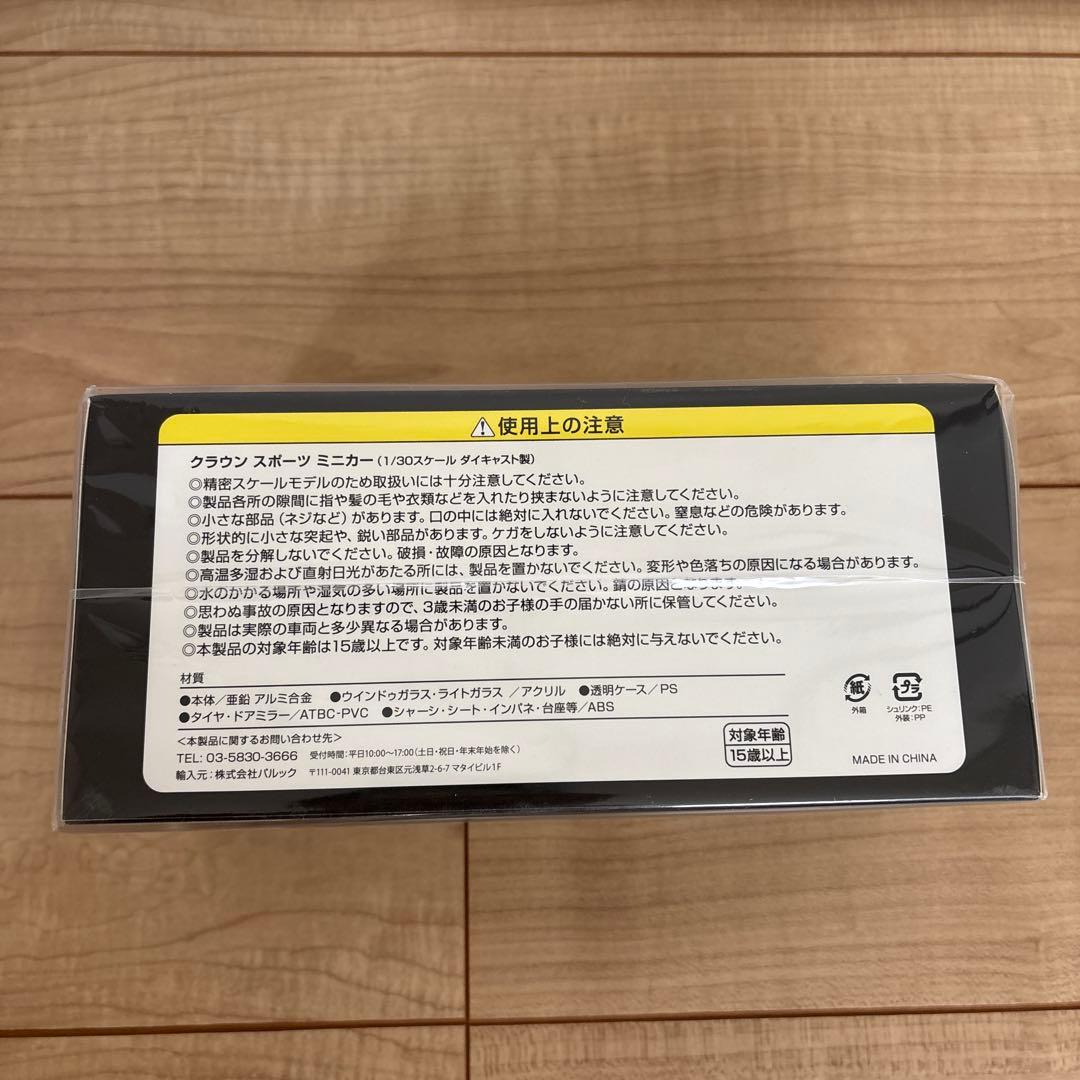 ⚠使用上の注意
クラウン スポーツ ミニカー(1/30スケール ダイキャスト製)
◎精密スケールモデルのため取扱いには十分注意してください。
◎製品各所の隙間に指や髪の毛や衣類などを入れたり挟まないように注意してください。
◎小さな部品(ネジなど)があります。口の中には絶対に入れないでください。窒息などの危険があります。
◎形状的に小さな突起や、鋭い部品があります。ケガをしないように注意してください。
◎製品を分解しないでください。破損・故障の原因となります。
◎高温多湿および直射日光があたる所には、製品を置かないでください。変形や色落ちの原因になる場合があります。
◎水のかかる場所や湿気の多い場所に製品を置かないでください。錆の原因となります。
◎思わぬ事故の原因となりますので、3歳未満のお子様の手の届かない所に保管してください。
◎製品は実際の車両と多少異なる場合があります。
◎本製品の対象年齢は15歳以上です。対象年齢未満のお子様には絶対に与えないでください。
材質
●本体/亜鉛 アルミ合金 ●ウインドゥガラス・ライトガラス /アクリル ●透明ケース/PS
●タイヤ・ドアミラー/ATBC-PVC ●シャーシ・シート・インパネ・台座等/ABS
紙
外箱
プラ
シュリンク:PE
外装:PP
<本製品に関するお問い合わせ先>
TEL: 03-5830-3666 受付時間:平日10:00〜17:00(土日・祝日・年末年始を除く)
輸入元:株式会社バルック 〒111-0041 東京都台東区元浅草2-6-7 マタイビル1F
対象年齢
15歳以上
MADE IN CHINA